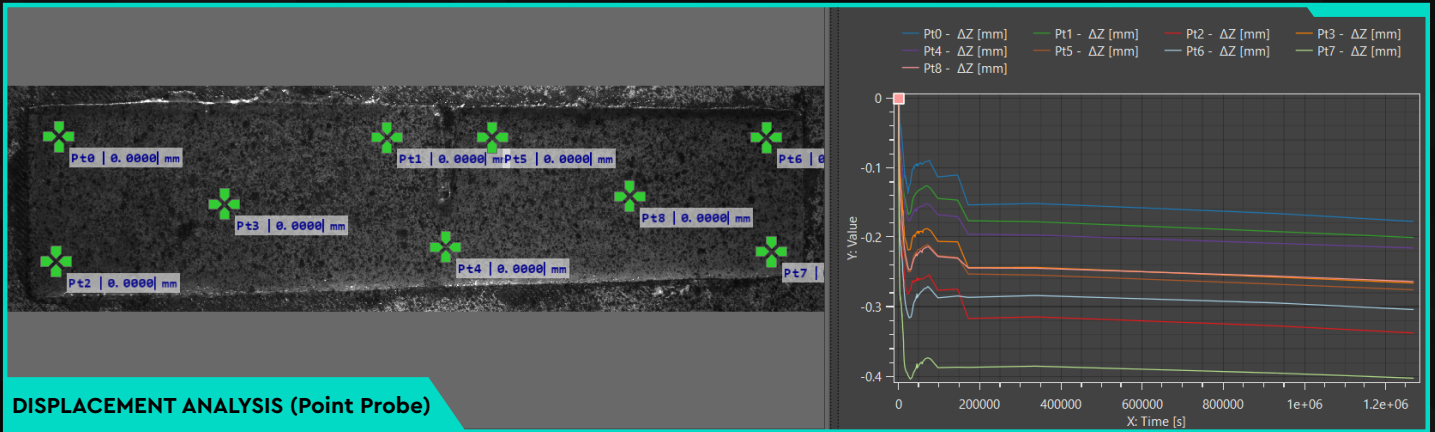 Pt0 - ΔZ [mm] Pt1 - ΔZ [mm] Pt2 - ΔZ [mm] Pt3 - ΔZ [mm]
Pt4 - ΔZ [mm] Pt5 - ΔZ [mm] Pt6 - ΔZ [mm] Pt7 - ΔZ [mm]
Pt8 - ΔZ [mm]
Pt0 | 0.0000| mm
Pt1 | 0.0000| mm
Pt5 | 0.0000| mm
Pt6 | 0
Pt3 | 0.0000| mm
Pt8 | 0.0000| mm
Pt2 | 0.0000| mm
Pt4 | 0.0000| mm
Pt7 |
DISPLACEMENT ANALYSIS (Point Probe)
Y: Value
0
-0.1
-0.2
-0.3
-0.4
0 200000 400000 600000 800000 1e+06 1.2e+06
X: Time [s]